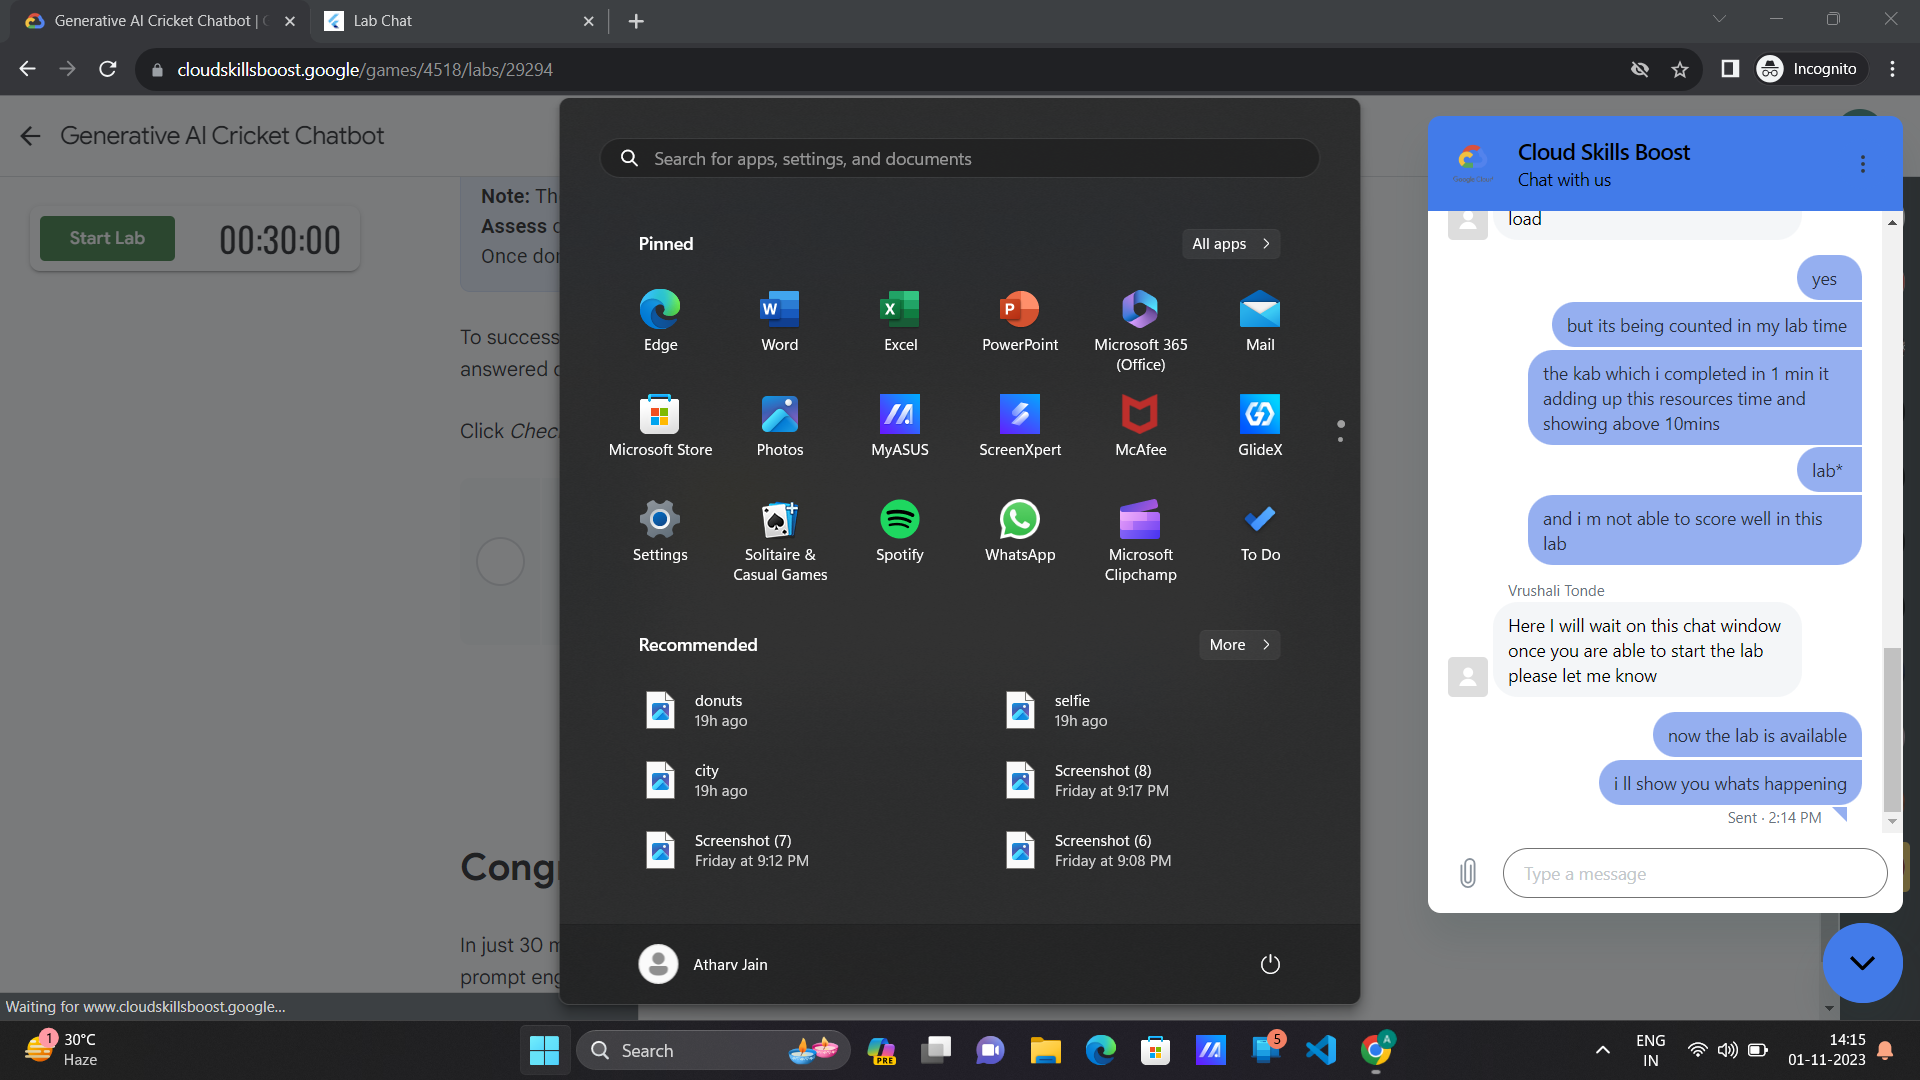 Generative AI Cricket Chatbot |
Lab Chat
cloudskillsboost.google/games/4518/labs/29294
Incognito
Generative AI Cricket Chatbot
Start Lab
00:30:00
Note: Th
Assess
Once don
To success
answered
Click Chec
Cong
In just 30 m
prompt eng
Waiting for www.cloudskillsboost.google...
Search for apps, settings, and documents
Pinned
All apps
Edge
Word
Excel
PowerPoint
Microsoft 365
(Office)
Mail
Microsoft Store
Photos
MyASUS
ScreenXpert
McAfee
GlideX
Settings
Solitaire &
Casual Games
Spotify
WhatsApp
Microsoft
Clipchamp
To Do
Recommended
More
donuts
19h ago
selfie
19h ago
city
19h ago
Screenshot (8)
Friday at 9:17 PM
Screenshot (7)
Friday at 9:12 PM
Screenshot (6)
Friday at 9:08 PM
Atharv Jain
Cloud Skills Boost
Chat with us
Google Cloud
load
yes
but its being counted in my lab time
the kab which i completed in 1 min it
adding up this resources time and
showing above 10mins
lab*
and i m not able to score well in this
lab
Vrushali Tonde
Here I will wait on this chat window
once you are able to start the lab
please let me know
now the lab is available
i ll show you whats happening
Sent · 2:14 PM
Type a message
1
30°C
Haze
Search
PRE
5
A
ENG
IN
14:15
01-11-2023